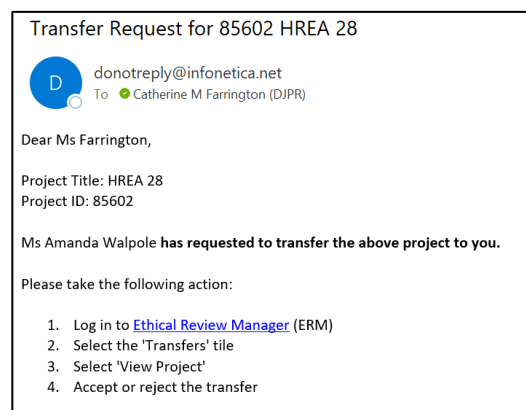 Transfer Request for 85602 HREA 28
D
donotreply@infonetica.net
To Catherine M Farrington (DJPR)
Dear Ms Farrington,
Project Title: HREA 28
Project ID: 85602
Ms Amanda Walpole has requested to transfer the above project to you.
Please take the following action:
1. Log in to Ethical Review Manager (ERM)
2. Select the 'Transfers' tile
3. Select 'View Project'
4. Accept or reject the transfer